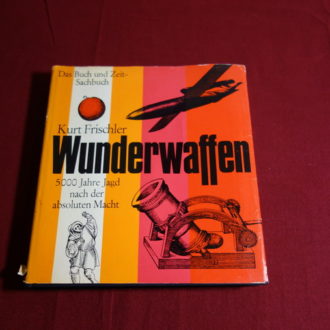 Das Buch und Zeit-
Sachbuch
Kurt Frischler
Wunderwaffen
5000 Jahre Jagd
nach der
absoluten Macht